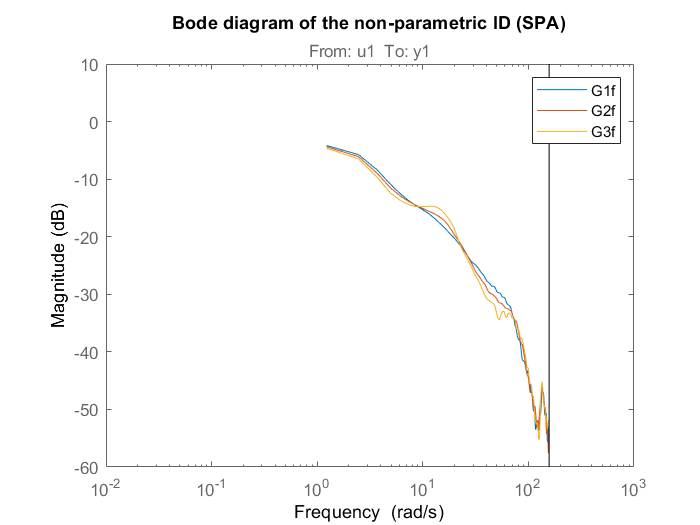 Bode diagram of the non-parametric ID (SPA)
From: u1 To: y1
10
0
-10
-20
-30
-40
-50
-60
Magnitude (dB)
G1f
G2f
G3f
10^-2
10^-1
10^0
10^1
10^2
10^3
Frequency (rad/s)